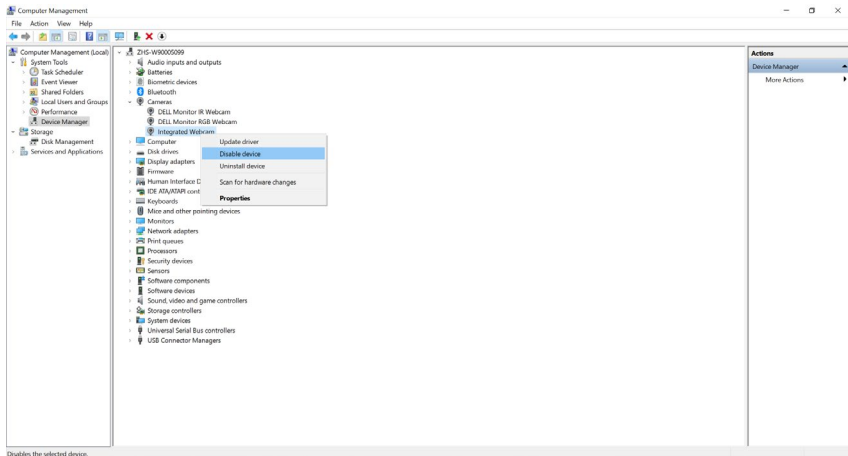 Computer Management
File Action View Help
Computer Management (Local)
System Tools
Task Scheduler
Event Viewer
Shared Folders
Local Users and Groups
Performance
Device Manager
Storage
Disk Management
Services and Applications
ZHS-W90005099
Audio inputs and outputs
Batteries
Biometric devices
Bluetooth
Cameras
DELL Monitor IR Webcam
DELL Monitor RGB Webcam
Integrated Webcam
Computer
Disk drives
Display adapters
Firmware
Human Interface D
IDE ATA/ATAPI cont
Keyboards
Mice and other pointing devices
Monitors
Network adapters
Print queues
Processors
Security devices
Sensors
Software components
Software devices
Sound, video and game controllers
Storage controllers
System devices
Universal Serial Bus controllers
USB Connector Managers
Update driver
Disable device
Uninstall device
Scan for hardware changes
Properties
Actions
Device Manager
More Actions
Disables the selected device.